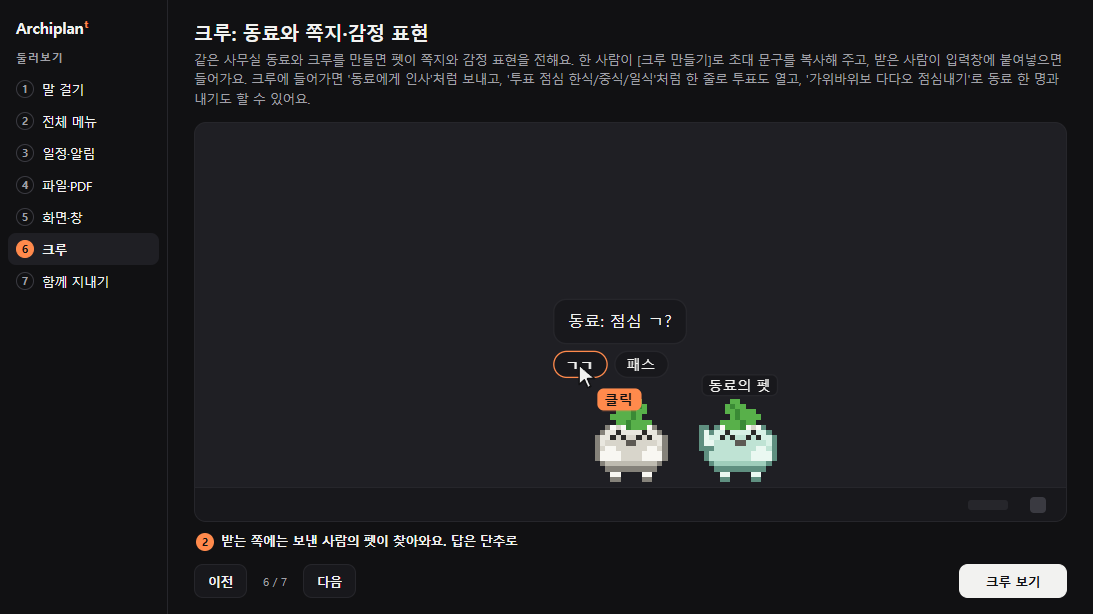 Archiplan^t
둘러보기
1 말 걸기
2 전체 메뉴
3 일정·알림
4 파일·PDF
5 화면·창
6 크루
7 함께 지내기
크루: 동료와 쪽지·감정 표현
같은 사무실 동료와 크루를 만들면 펫이 쪽지와 감정 표현을 전해요. 한 사람이 [크루 만들기]로 초대 문구를 복사해 주고, 받은 사람이 입력창에 붙여넣으면
들어가요. 크루에 들어가면 '동료에게 인사'처럼 보내고, '투표 점심 한식/중식/일식'처럼 한 줄로 투표도 열고, '가위바위보 다다오 점심내기'로 동료 한 명과
내기도 할 수 있어요.
동료: 점심 ㄱ?
ㄱㄱ 패스
동료의 펫
클릭
2 받는 쪽에는 보낸 사람의 펫이 찾아와요. 답은 단추로
이전 6 / 7 다음 크루 보기